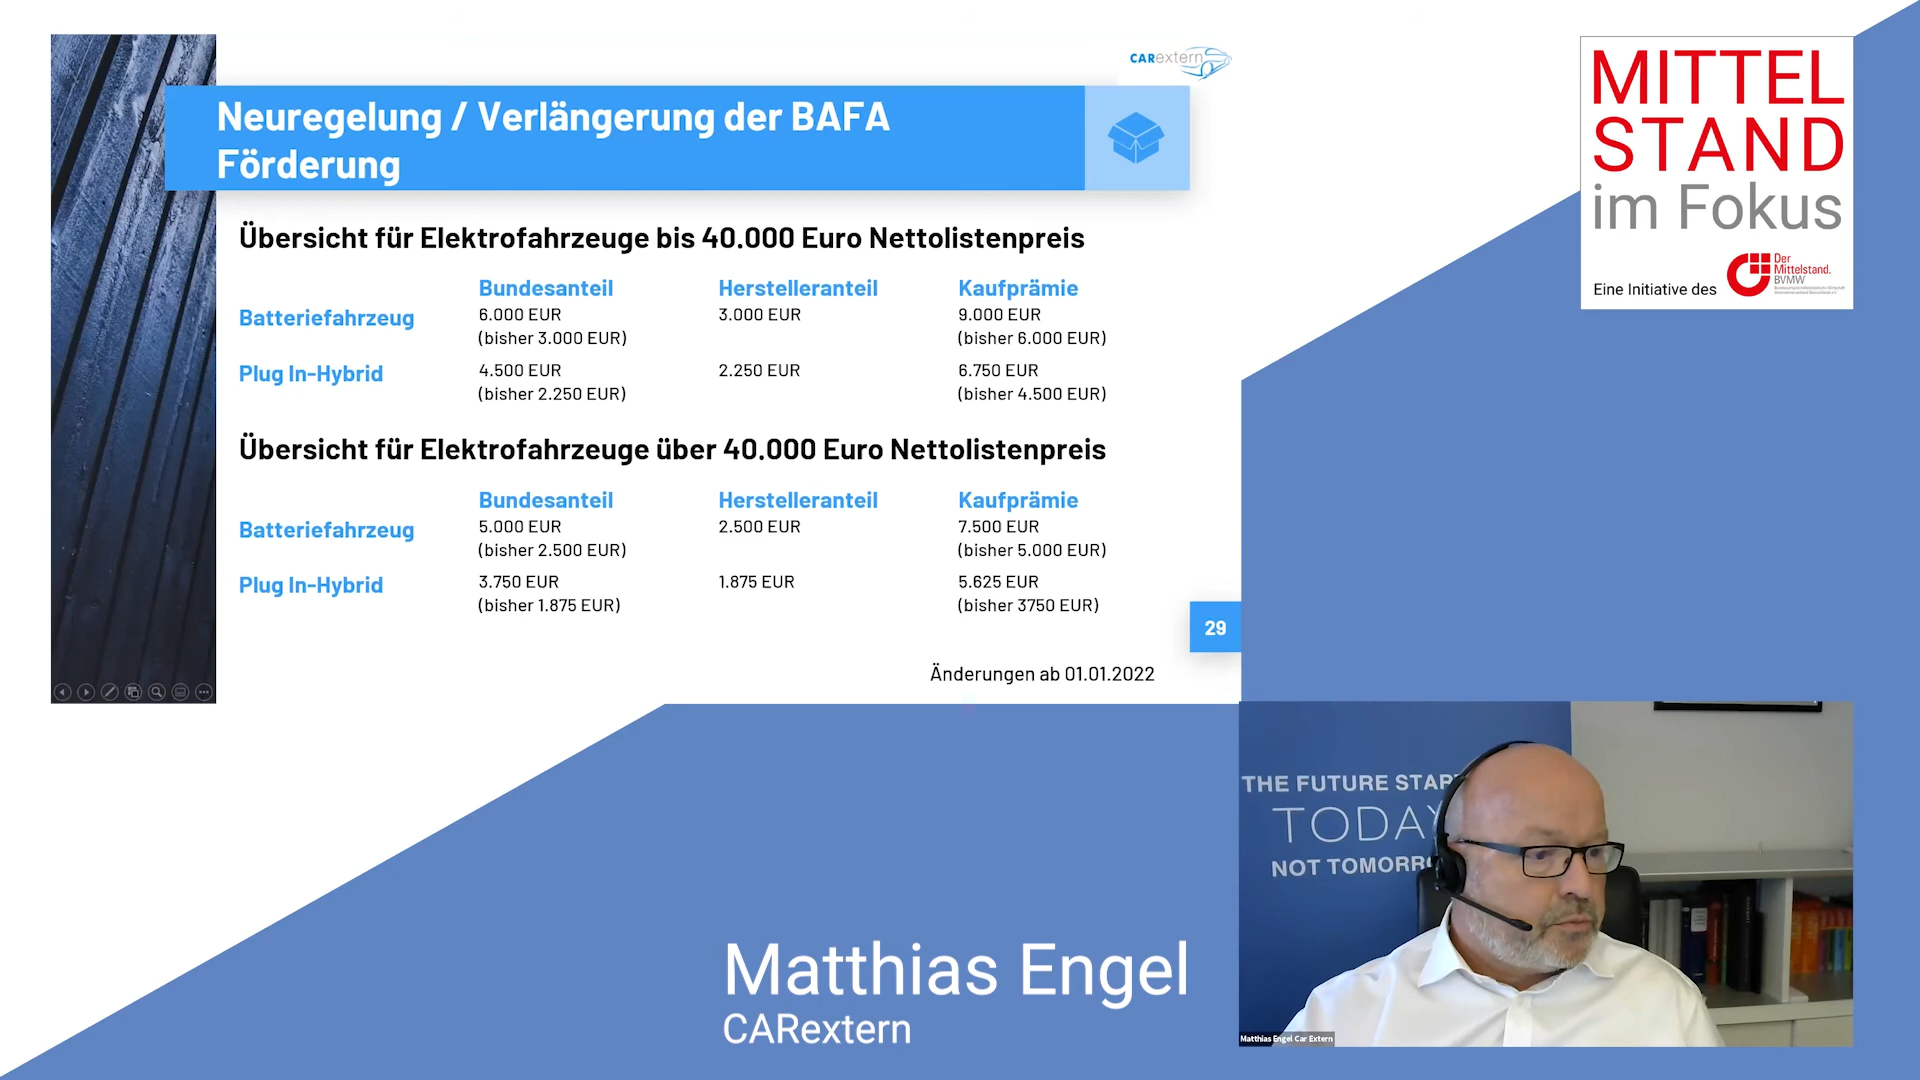 CARextern
Neuregelung / Verlängerung der BAFA
Förderung
Übersicht für Elektrofahrzeuge bis 40.000 Euro Nettolistenpreis
Bundesanteil Herstelleranteil Kaufprämie
Batteriefahrzeug 6.000 EUR 3.000 EUR 9.000 EUR
(bisher 3.000 EUR) (bisher 6.000 EUR)
Plug In-Hybrid 4.500 EUR 2.250 EUR 6.750 EUR
(bisher 2.250 EUR) (bisher 4.500 EUR)
Übersicht für Elektrofahrzeuge über 40.000 Euro Nettolistenpreis
Bundesanteil Herstelleranteil Kaufprämie
Batteriefahrzeug 5.000 EUR 2.500 EUR 7.500 EUR
(bisher 2.500 EUR) (bisher 5.000 EUR)
Plug In-Hybrid 3.750 EUR 1.875 EUR 5.625 EUR
(bisher 1.875 EUR) (bisher 3750 EUR)
29
Änderungen ab 01.01.2022
MITTEL
STAND
im Fokus
Eine Initiative des
Der
Mittelstand.
BVMW
THE FUTURE STAR
TODAY
NOT TOMORR
Matthias Engel Car Extern
Matthias Engel
CARextern